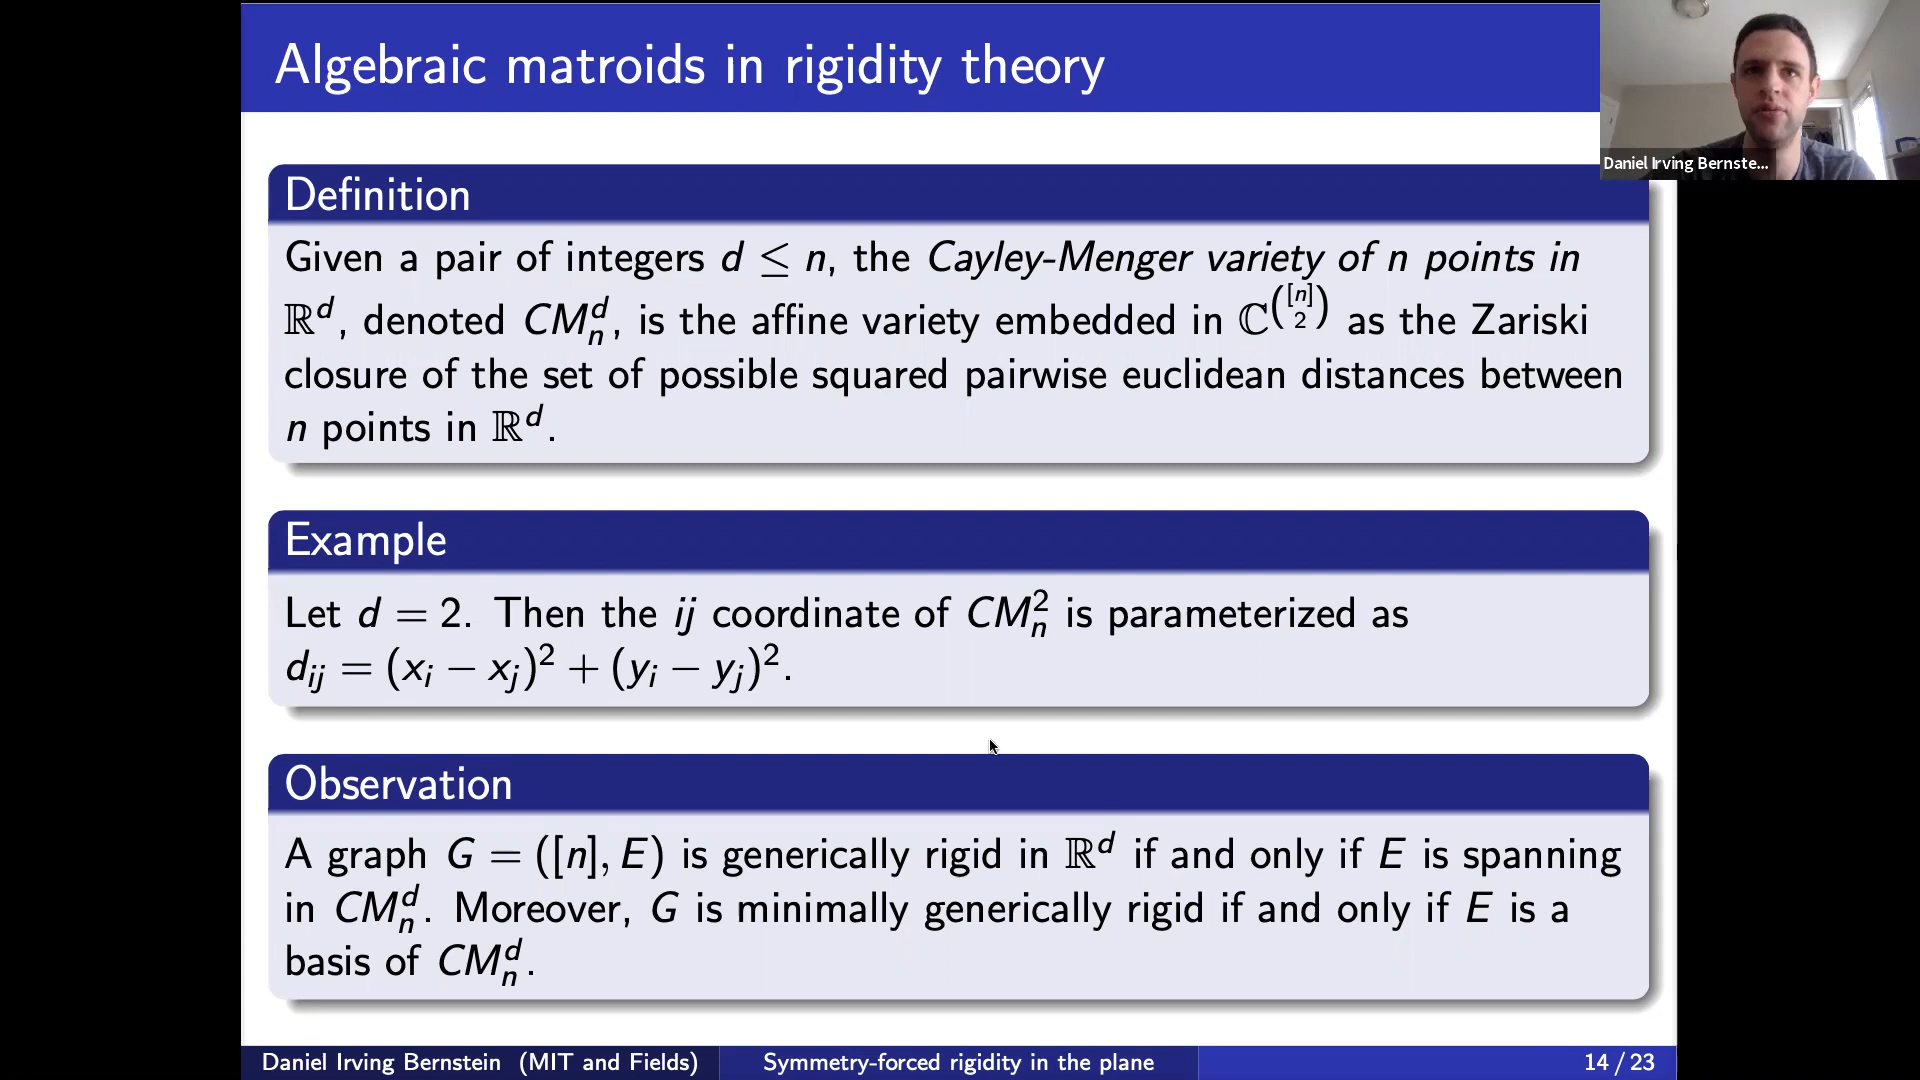 Algebraic matroids in rigidity theory
Daniel Irving Bernste...
Definition
Given a pair of integers d ≤ n, the Cayley-Menger variety of n points in
ℝ^d, denoted CM_n^d, is the affine variety embedded in ℂ^([n] 2) as the Zariski
closure of the set of possible squared pairwise euclidean distances between
n points in ℝ^d.
Example
Let d = 2. Then the ij coordinate of CM_n^2 is parameterized as
d_ij = (x_i − x_j)^2 + (y_i − y_j)^2.
Observation
A graph G = ([n], E) is generically rigid in ℝ^d if and only if E is spanning
in CM_n^d. Moreover, G is minimally generically rigid if and only if E is a
basis of CM_n^d.
Daniel Irving Bernstein (MIT and Fields) Symmetry-forced rigidity in the plane 14 / 23